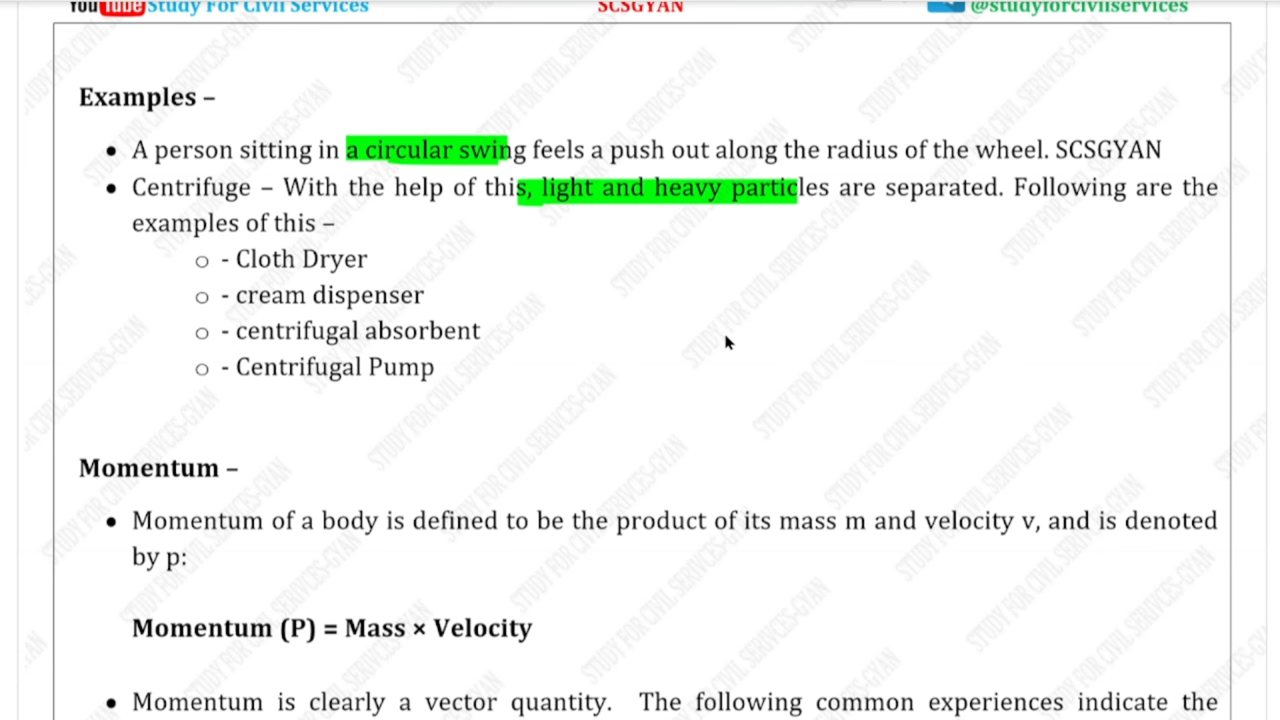 YouTube Study For Civil Services SCSGYAN @studyforcivilservices
Examples –
• A person sitting in a circular swing feels a push out along the radius of the wheel. SCSGYAN
• Centrifuge – With the help of this, light and heavy particles are separated. Following are the
examples of this –
o - Cloth Dryer
o - cream dispenser
o - centrifugal absorbent
o - Centrifugal Pump
Momentum –
• Momentum of a body is defined to be the product of its mass m and velocity v, and is denoted
by p:
Momentum (P) = Mass × Velocity
• Momentum is clearly a vector quantity. The following common experiences indicate the